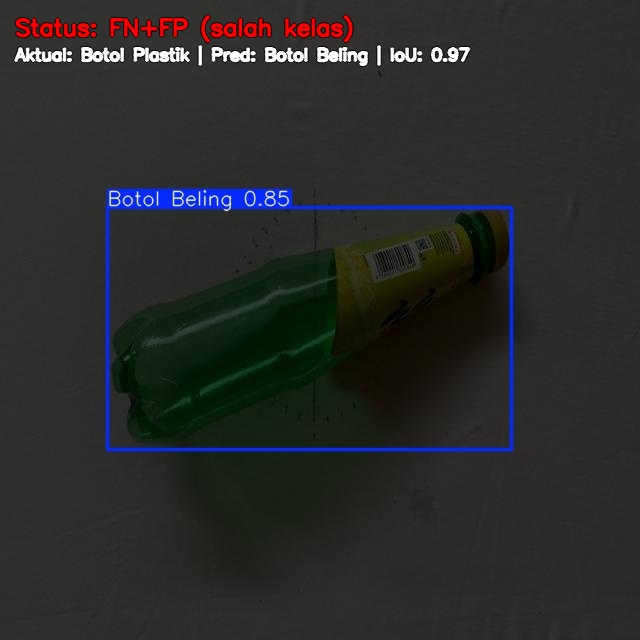 Status: FN+FP (salah kelas)
Aktual: Botol Plastik | Pred: Botol Beling | IoU: 0.97
Botol Beling 0.85